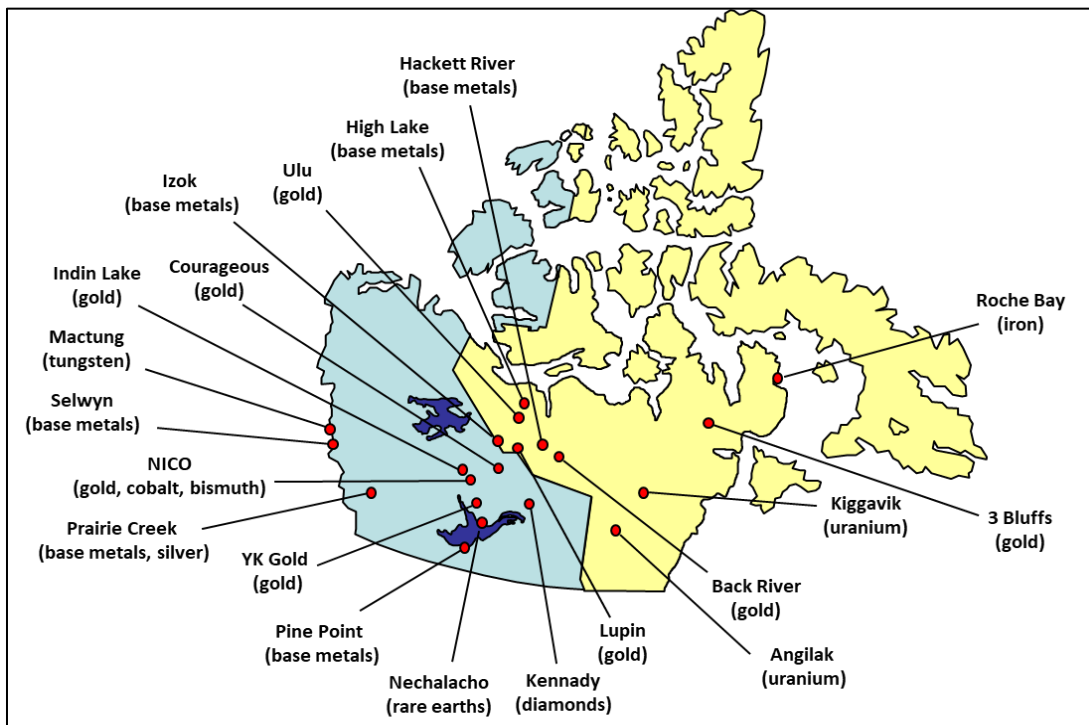 Hackett River
(base metals)
High Lake
(base metals)
Ulu
(gold)
Izok
(base metals)
Courageous
(gold)
Indin Lake
(gold)
Mactung
(tungsten)
Selwyn
(base metals)
NICO
(gold, cobalt, bismuth)
Prairie Creek
(base metals, silver)
YK Gold
(gold)
Pine Point
(base metals)
Nechalacho
(rare earths)
Kennady
(diamonds)
Lupin
(gold)
Back River
(gold)
Angilak
(uranium)
Kiggavik
(uranium)
3 Bluffs
(gold)
Roche Bay
(iron)